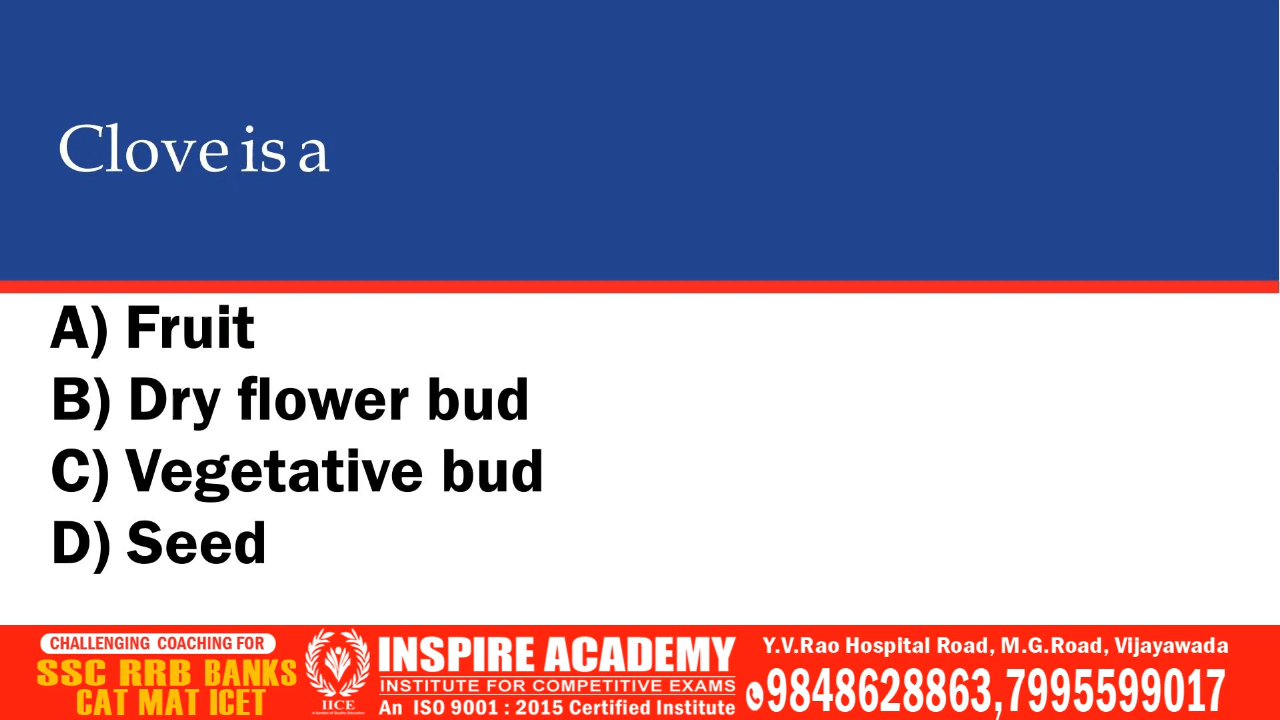 Clove is a
A) Fruit
B) Dry flower bud
C) Vegetative bud
D) Seed
CHALLENGING COACHING FOR
SSC RRB BANKS
CAT MAT ICET
IICE
INSPIRE ACADEMY
INSTITUTE FOR COMPETITIVE EXAMS
An ISO 9001 : 2015 Certified Institute
Y.V.Rao Hospital Road, M.G.Road, Vijayawada
9848628863,7995599017